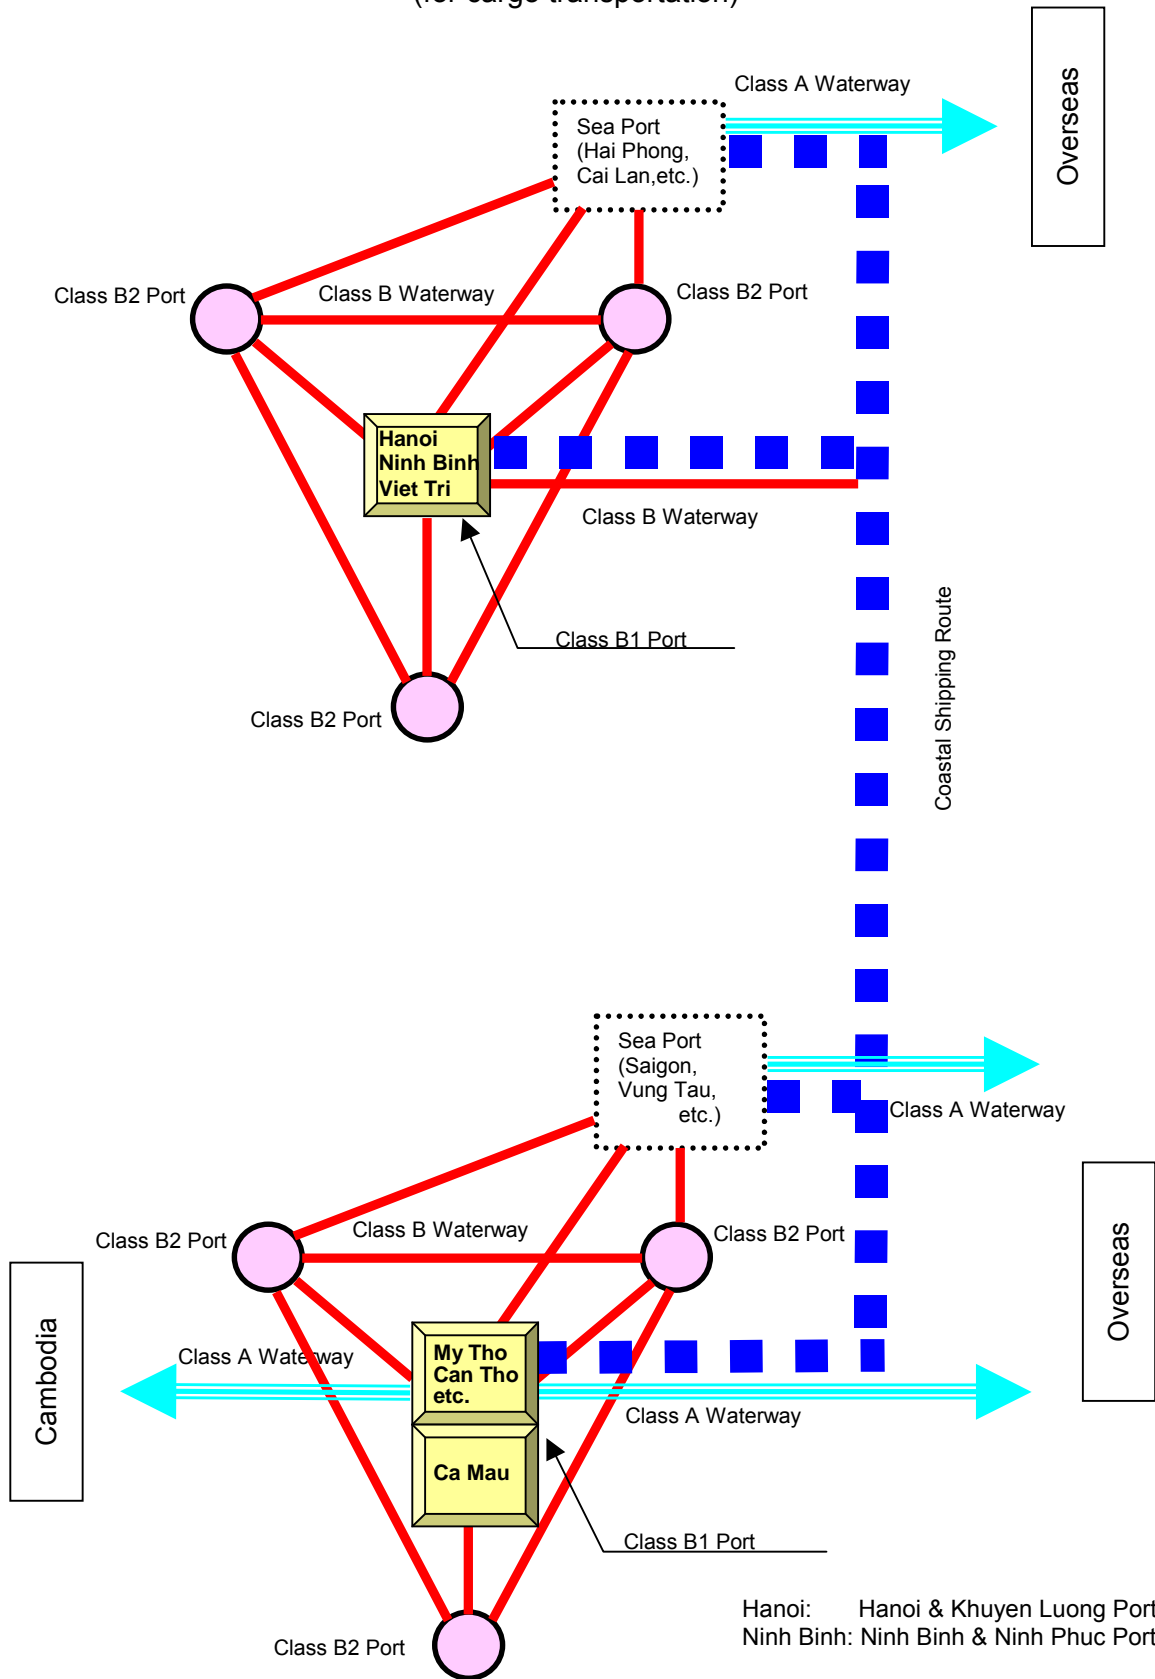 (for cargo transportation)
Class A Waterway
Overseas
Sea Port
(Hai Phong,
Cai Lan,etc.)
Class B2 Port
Class B Waterway
Class B2 Port
Hanoi
Ninh Binh
Viet Tri
Class B Waterway
Class B1 Port
Class B2 Port
Coastal Shipping Route
Sea Port
(Saigon,
Vung Tau,
etc.)
Class A Waterway
Class B2 Port
Class B Waterway
Class B2 Port
Overseas
Cambodia
Class A Waterway
My Tho
Can Tho
etc.
Class A Waterway
Ca Mau
Class B1 Port
Class B2 Port
Hanoi: Hanoi & Khuyen Luong Port
Ninh Binh: Ninh Binh & Ninh Phuc Port